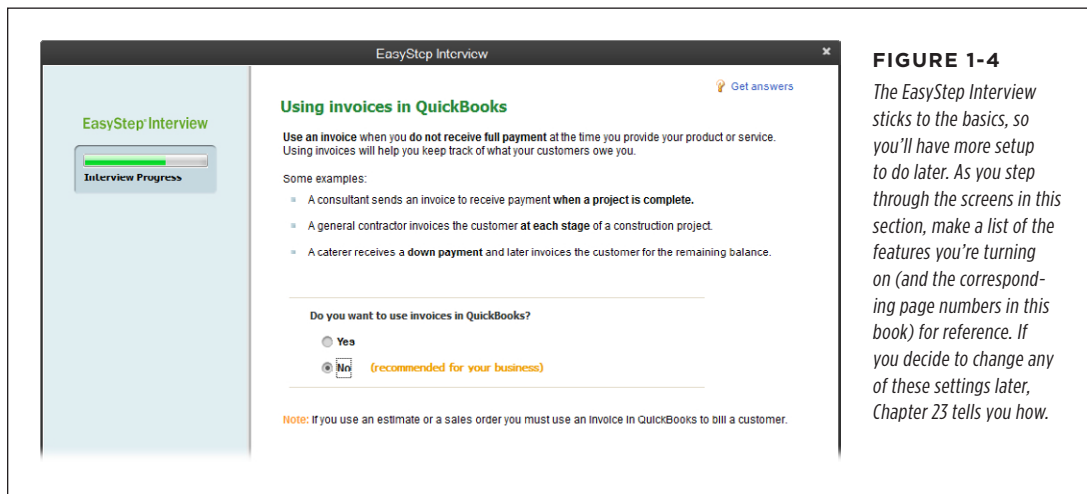 EasyStep Interview
×
Get answers
EasyStep Interview
Interview Progress
Using invoices in QuickBooks
Use an invoice when you do not receive full payment at the time you provide your product or service.
Using invoices will help you keep track of what your customers owe you.
Some examples:
A consultant sends an invoice to receive payment when a project is complete.
A general contractor invoices the customer at each stage of a construction project.
A caterer receives a down payment and later invoices the customer for the remaining balance.
Do you want to use invoices in QuickBooks?
Yes
No (recommended for your business)
Note: If you use an estimate or a sales order you must use an invoice in QuickBooks to bill a customer.
FIGURE 1-4
The EasyStep Interview
sticks to the basics, so
you'll have more setup
to do later. As you step
through the screens in this
section, make a list of the
features you're turning
on (and the correspond-
ing page numbers in this
book) for reference. If
you decide to change any
of these settings later,
Chapter 23 tells you how.